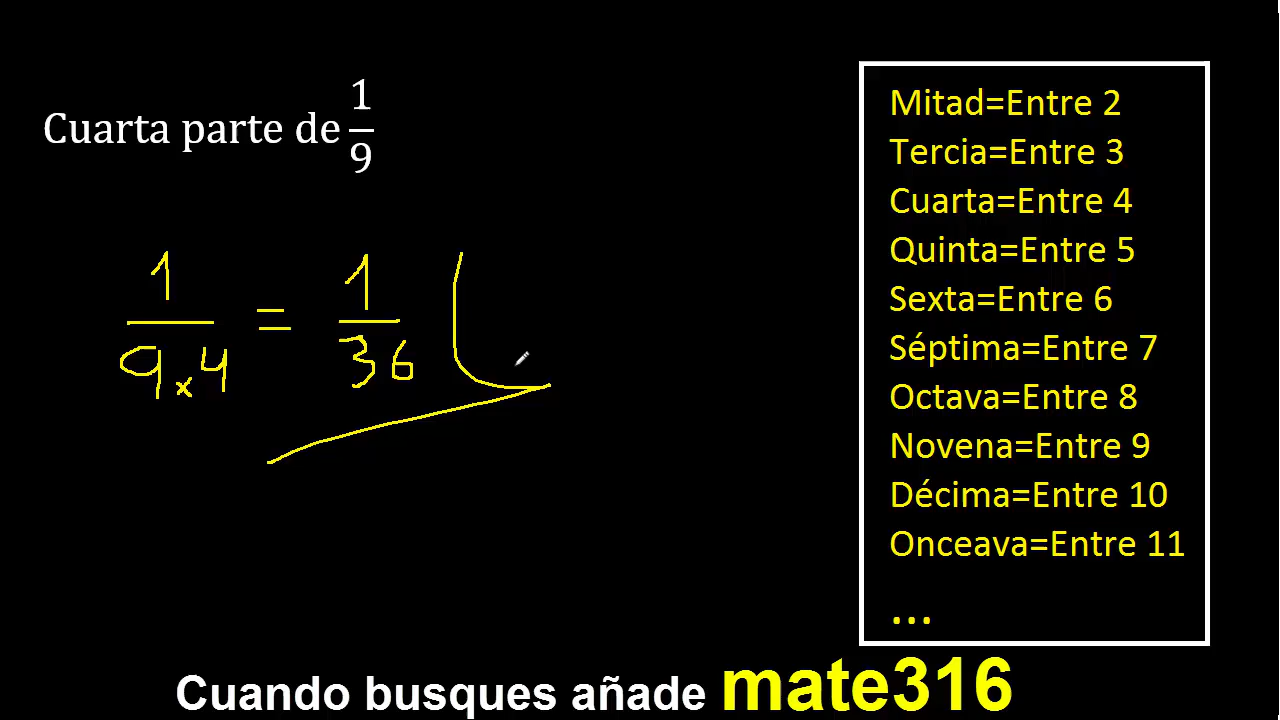 Cuarta parte de 1/9
1/(9 x 4) = 1/36
Mitad=Entre 2
Tercia=Entre 3
Cuarta=Entre 4
Quinta=Entre 5
Sexta=Entre 6
Séptima=Entre 7
Octava=Entre 8
Novena=Entre 9
Décima=Entre 10
Onceava=Entre 11
...
Cuando busques añade mate316